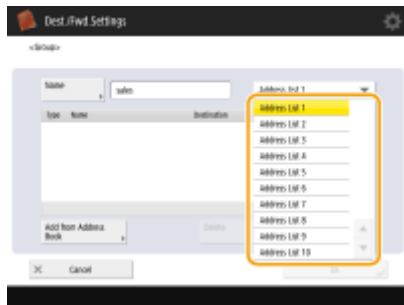 Dest./Fwd.Settings
<Group>
Name
sales
Address List 1
Type Name Destination
Address List 1
Address List 2
Address List 3
Address List 4
Address List 5
Address List 6
Address List 7
Address List 8
Address List 9
Address List 10
Add from Address
Book
Delete
Cancel
OK